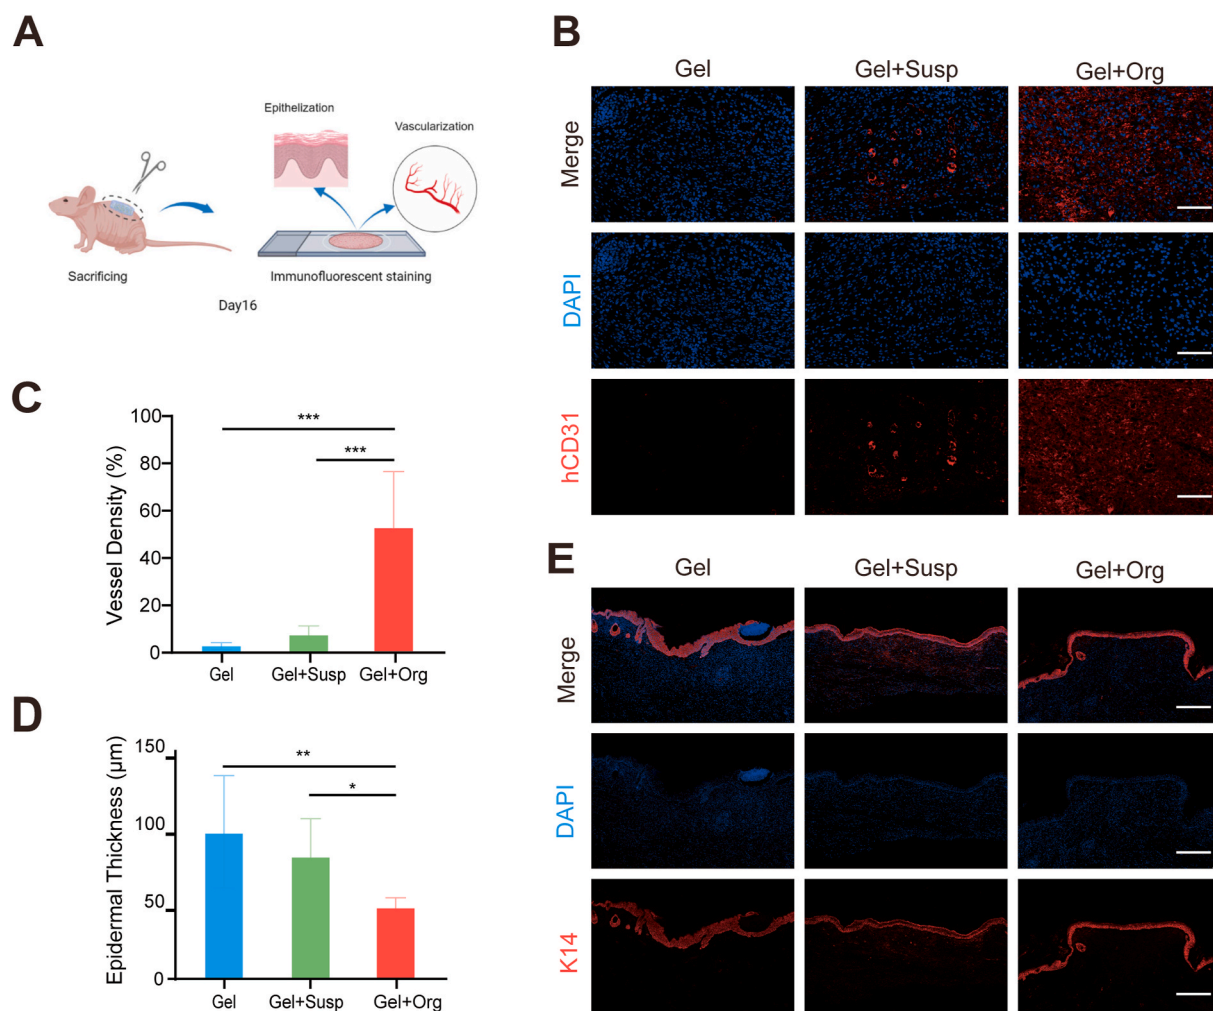 A
Epithelization
Vascularization
Sacrificing
Immunofluorescent staining
Day16
B
Gel
Gel+Susp
Gel+Org
Merge
DAPI
hCD31
C
Vessel Density (%)
100
80
60
40
20
0
***
***
Gel
Gel+Susp
Gel+Org
D
Epidermal Thickness (μm)
150
100
50
0
**
*
Gel
Gel+Susp
Gel+Org
E
Gel
Gel+Susp
Gel+Org
Merge
DAPI
K14